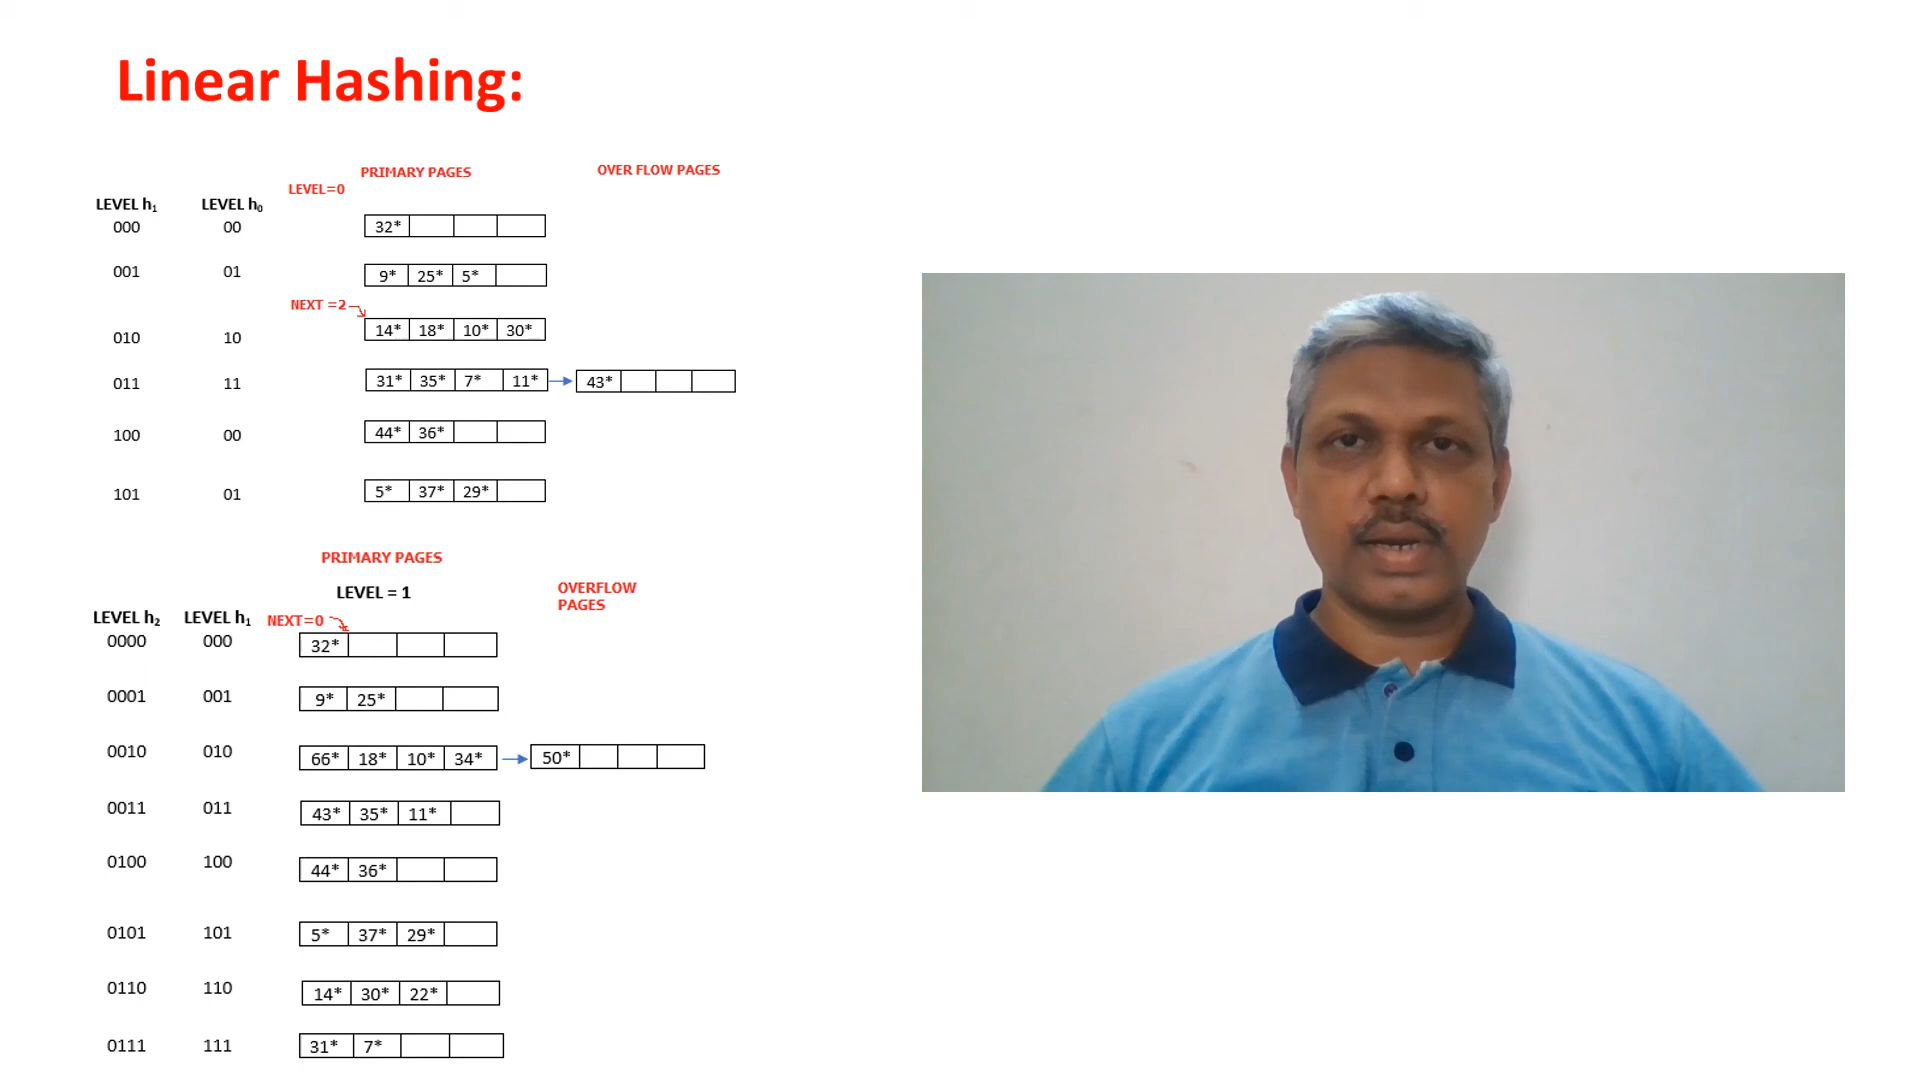 Linear Hashing:
PRIMARY PAGES
OVER FLOW PAGES
LEVEL=0
LEVEL h1 LEVEL h0
000 00 32*
001 01 9* 25* 5*
NEXT =2
010 10 14* 18* 10* 30*
011 11 31* 35* 7* 11* 43*
100 00 44* 36*
101 01 5* 37* 29*
PRIMARY PAGES
LEVEL = 1
OVERFLOW
PAGES
LEVEL h2 LEVEL h1 NEXT=0
0000 000 32*
0001 001 9* 25*
0010 010 66* 18* 10* 34* 50*
0011 011 43* 35* 11*
0100 100 44* 36*
0101 101 5* 37* 29*
0110 110 14* 30* 22*
0111 111 31* 7*